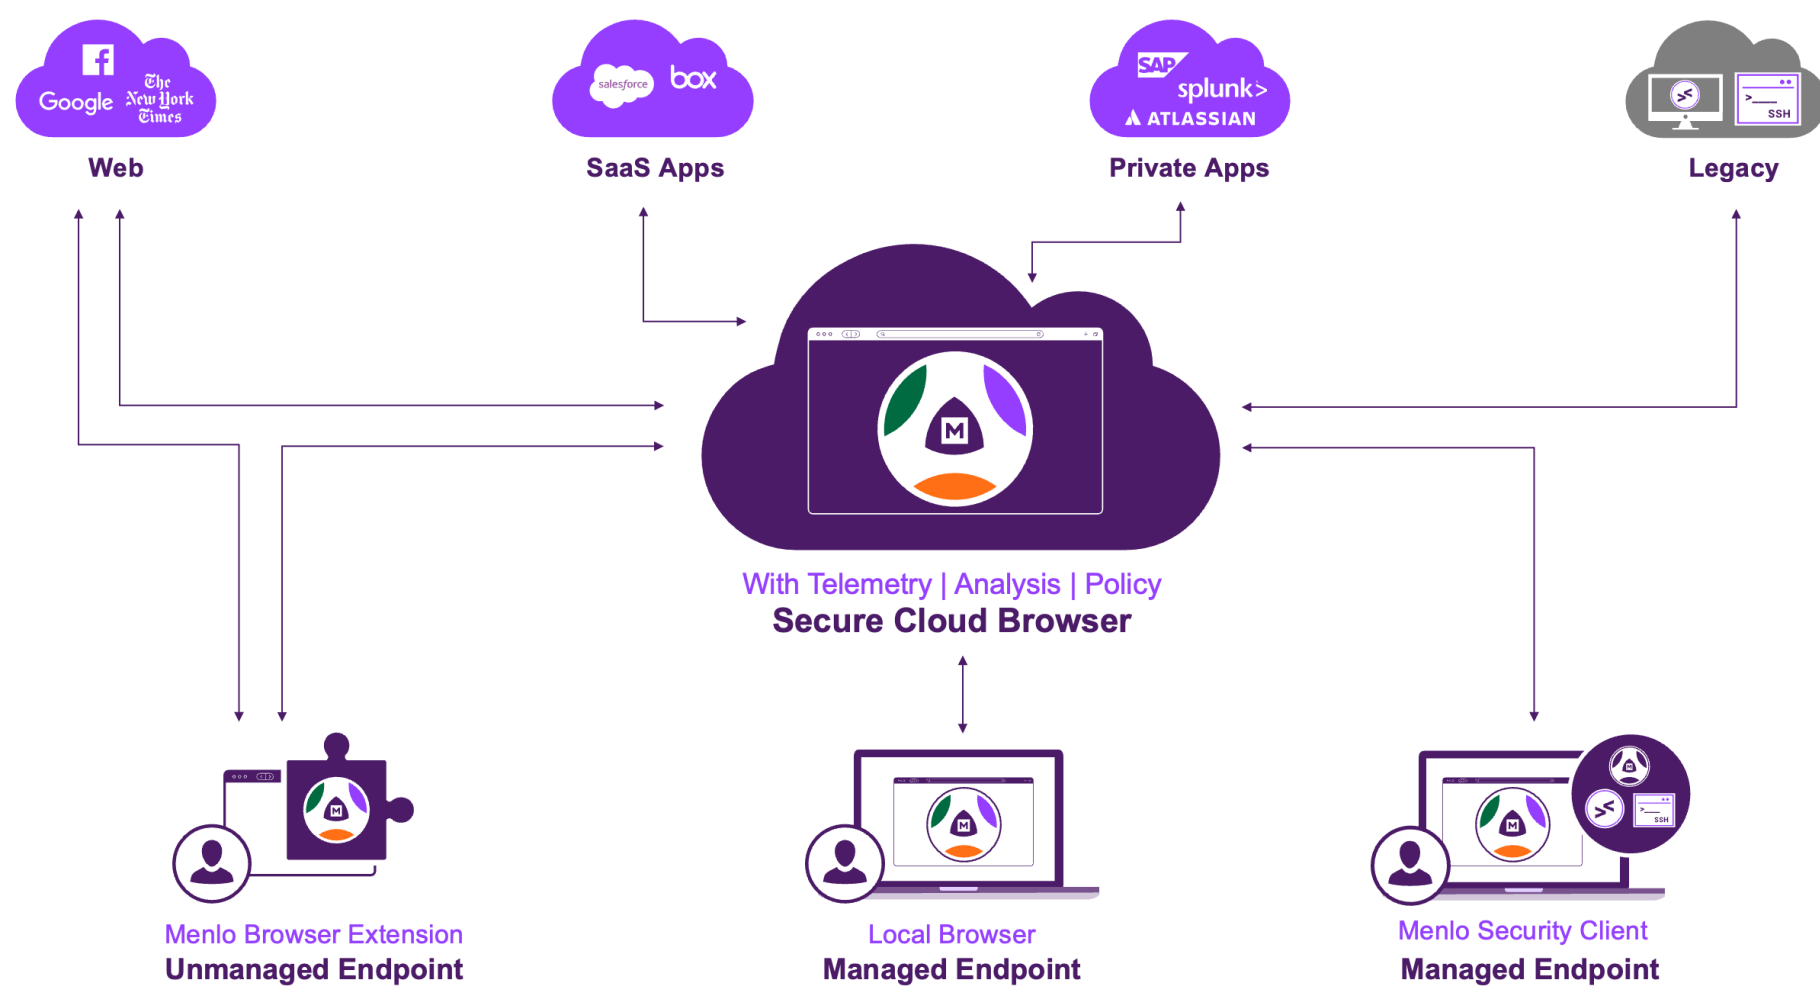 Google
The
New York
Times
salesforce
box
SAP
splunk>
ATLASSIAN
>_
SSH
Web
SaaS Apps
Private Apps
Legacy
M
With Telemetry | Analysis | Policy
Secure Cloud Browser
M
M
M
M
>_
SSH
Menlo Browser Extension
Unmanaged Endpoint
Local Browser
Managed Endpoint
Menlo Security Client
Managed Endpoint